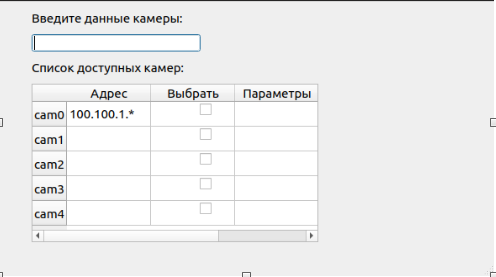 Введите данные камеры:
Список доступных камер:
Адрес Выбрать Параметры
cam0 100.100.1.*
cam1
cam2
cam3
cam4